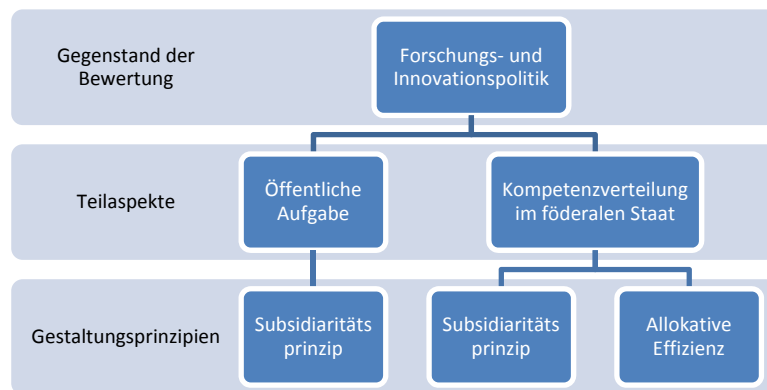 Gegenstand der
Bewertung
Forschungs- und
Innovationspolitik
Teilaspekte
Öffentliche
Aufgabe
Kompetenzverteilung
im föderalen Staat
Gestaltungsprinzipien
Subsidiaritäts
prinzip
Subsidiaritäts
prinzip
Allokative
Effizienz